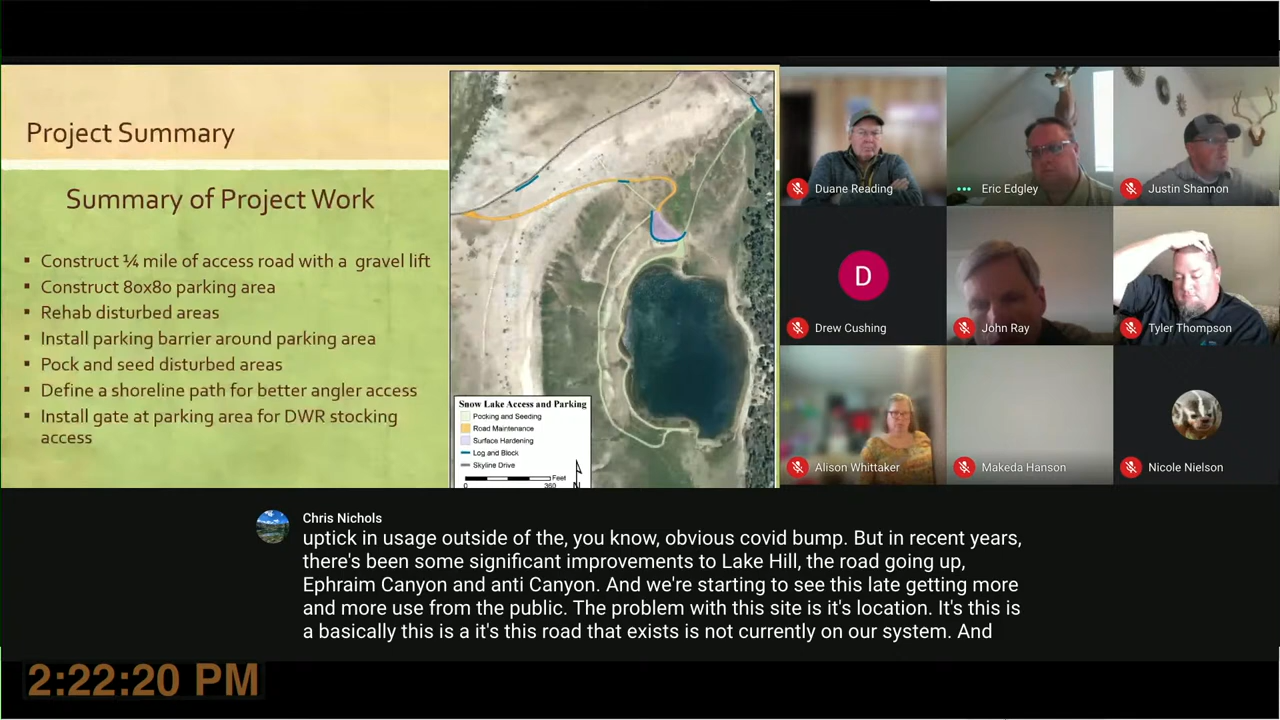 Project Summary
Summary of Project Work
▪ Construct ¼ mile of access road with a gravel lift
▪ Construct 80x80 parking area
▪ Rehab disturbed areas
▪ Install parking barrier around parking area
▪ Pock and seed disturbed areas
▪ Define a shoreline path for better angler access
▪ Install gate at parking area for DWR stocking
access
Snow Lake Access and Parking
Pocking and Seeding
Road Maintenance
Surface Hardening
Log and Block
Skyline Drive
Feet
0 360
N
Duane Reading
Eric Edgley
Justin Shannon
D
Drew Cushing
John Ray
Tyler Thompson
Alison Whittaker
Makeda Hanson
Nicole Nielson
Chris Nichols
uptick in usage outside of the, you know, obvious covid bump. But in recent years,
there's been some significant improvements to Lake Hill, the road going up,
Ephraim Canyon and anti Canyon. And we're starting to see this late getting more
and more use from the public. The problem with this site is it's location. It's this is
a basically this is a it's this road that exists is not currently on our system. And
2:22:20 PM